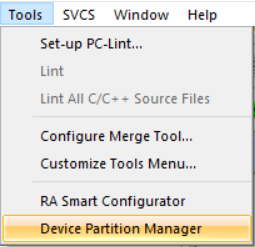 Tools SVCS Window Help
Set-up PC-Lint...
Lint
Lint All C/C++ Source Files
Configure Merge Tool...
Customize Tools Menu...
RA Smart Configurator
Device Partition Manager